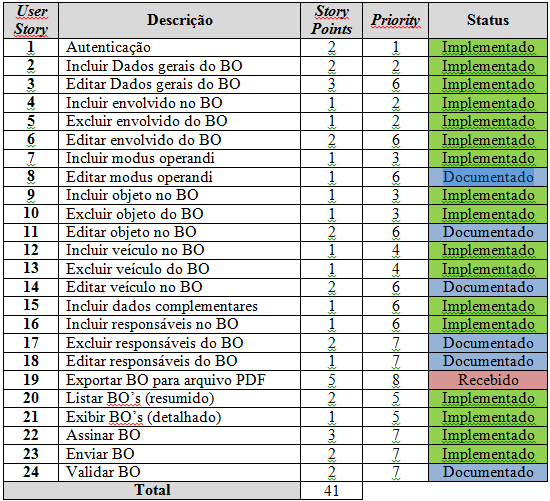 User Story Descrição Story Points Priority Status
1 Autenticação 2 1 Implementado
2 Incluir Dados gerais do BO 2 2 Implementado
3 Editar Dados gerais do BO 3 6 Implementado
4 Incluir envolvido no BO 1 2 Implementado
5 Excluir envolvido do BO 1 2 Implementado
6 Editar envolvido do BO 2 6 Implementado
7 Incluir modus operandi 1 3 Implementado
8 Editar modus operandi 1 6 Documentado
9 Incluir objeto no BO 1 3 Implementado
10 Excluir objeto do BO 1 3 Implementado
11 Editar objeto no BO 2 6 Documentado
12 Incluir veículo no BO 1 4 Implementado
13 Excluir veículo do BO 1 4 Implementado
14 Editar veículo no BO 2 6 Documentado
15 Incluir dados complementares 1 6 Implementado
16 Incluir responsáveis no BO 1 6 Implementado
17 Excluir responsáveis do BO 2 7 Documentado
18 Editar responsáveis do BO 1 7 Documentado
19 Exportar BO para arquivo PDF 5 8 Recebido
20 Listar BO’s (resumido) 2 5 Implementado
21 Exibir BO’s (detalhado) 1 5 Implementado
22 Assinar BO 3 7 Implementado
23 Enviar BO 2 7 Implementado
24 Validar BO 2 7 Documentado
Total 41